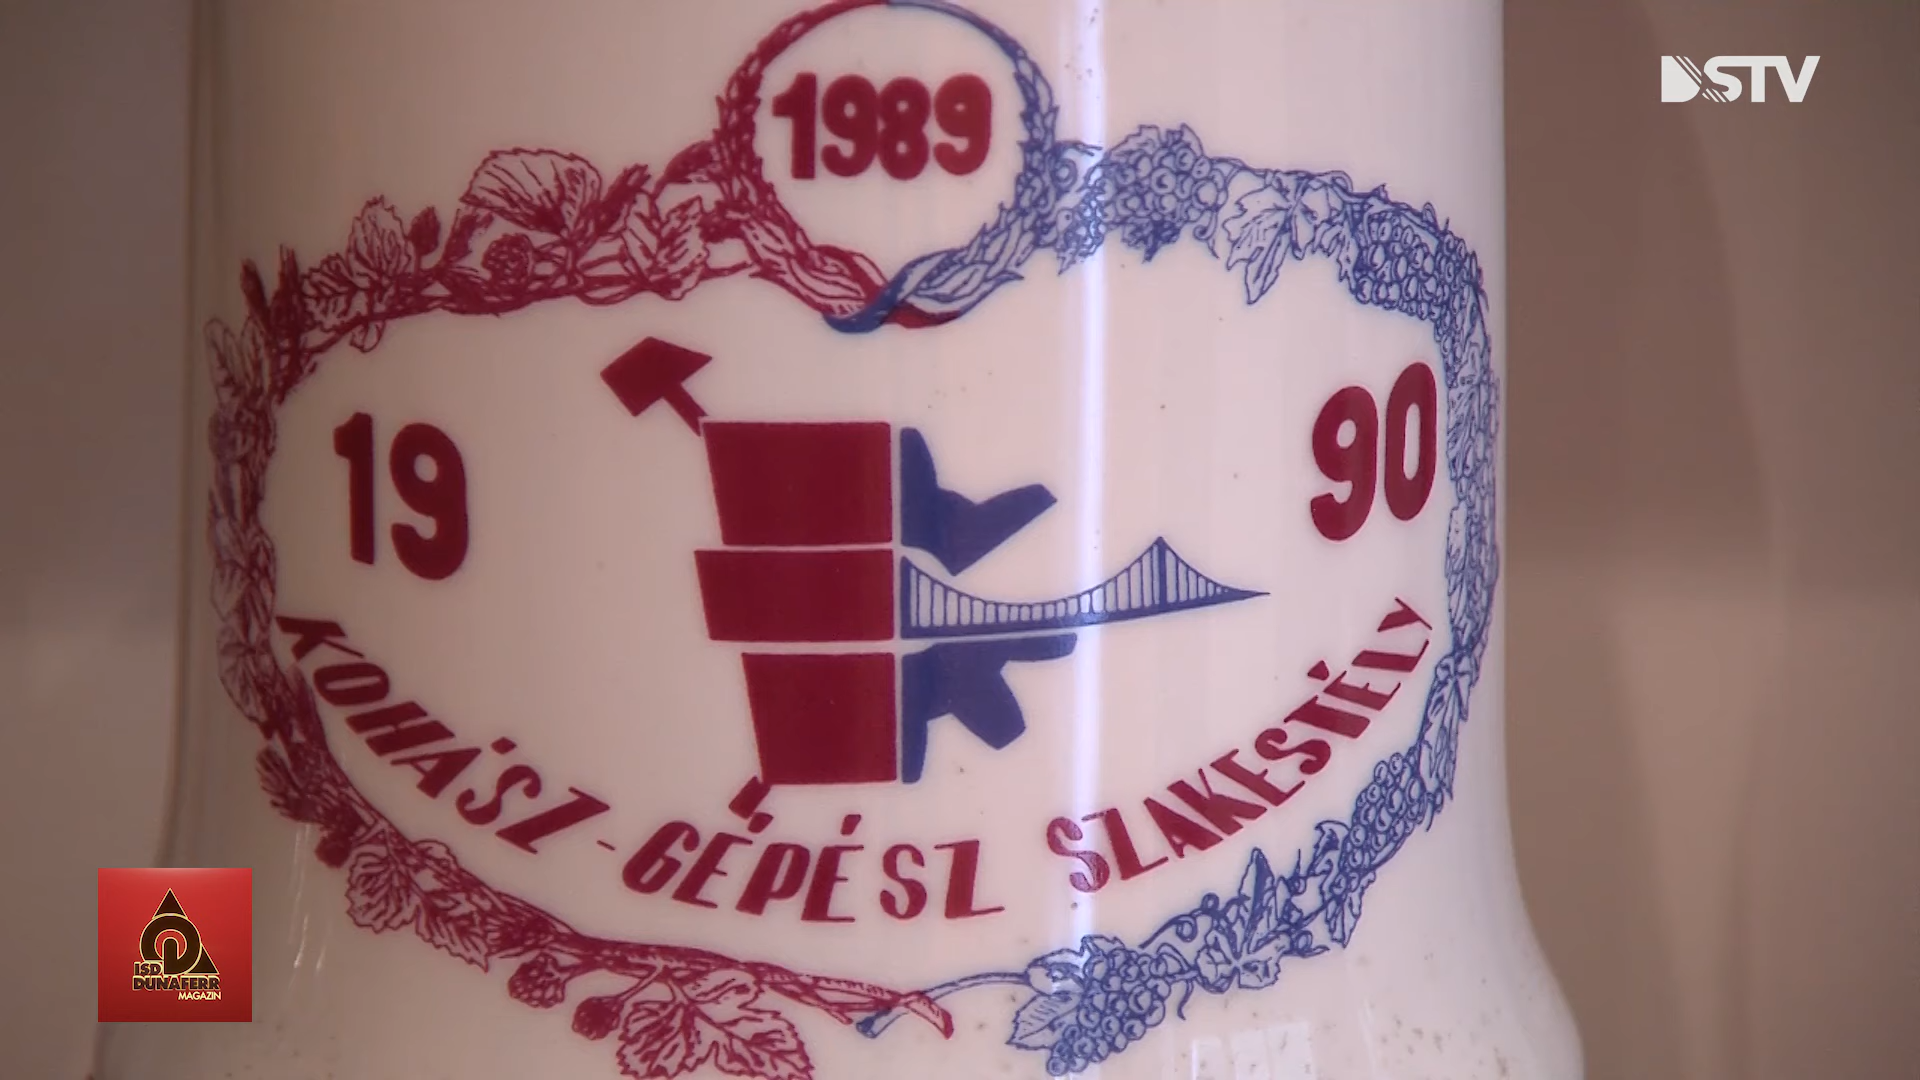 DSTV
1989
19 90
KOHÁSZ-GÉPÉSZ SZAKESTÉLY
ISD
DUNAFERR
MAGAZIN